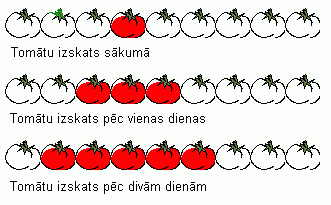 Tomātu izskats sākumā
Tomātu izskats pēc vienas dienas
Tomātu izskats pēc divām dienām